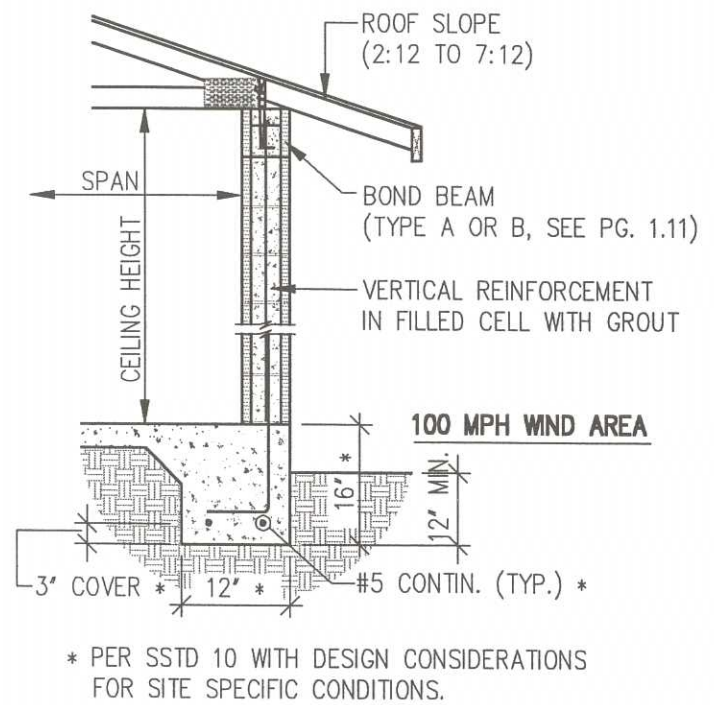 ROOF SLOPE
(2:12 TO 7:12)
SPAN
BOND BEAM
(TYPE A OR B, SEE PG. 1.11)
CEILING HEIGHT
VERTICAL REINFORCEMENT
IN FILLED CELL WITH GROUT
100 MPH WIND AREA
16" *
12" MIN.
3" COVER *
12" *
#5 CONTIN. (TYP.) *
* PER SSTD 10 WITH DESIGN CONSIDERATIONS
FOR SITE SPECIFIC CONDITIONS.